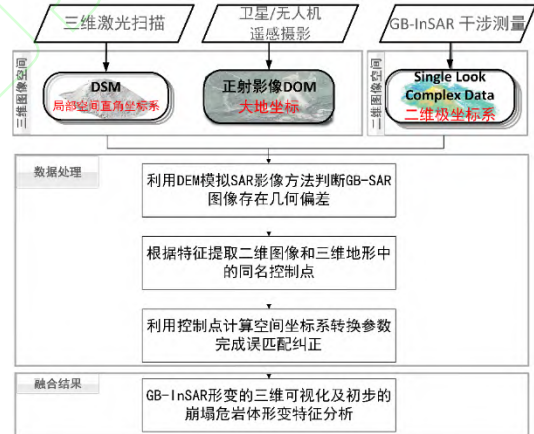 三维激光扫描
卫星/无人机
遥感摄影
GB-InSAR 干涉测量
三维图像空间
DSM
局部空间直角坐标系
正射影像DOM
大地坐标
二维图像空间
Single Look
Complex Data
二维极坐标系
数据处理
利用DEM模拟SAR影像方法判断GB-SAR
图像存在几何偏差
根据特征提取二维图像和三维地形中
的同名控制点
利用控制点计算空间坐标系转换参数
完成误匹配纠正
融合结果
GB-InSAR形变的三维可视化及初步的
崩塌危岩体形变特征分析